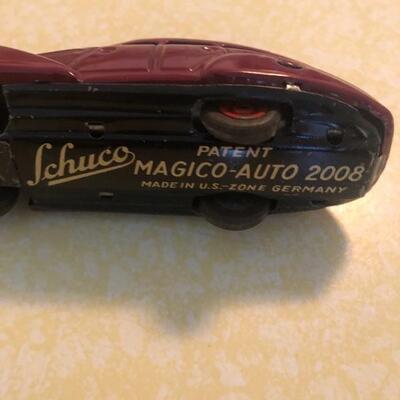 Schuco
PATENT
MAGICO-AUTO 2008
MADE IN U.S.-ZONE GERMANY